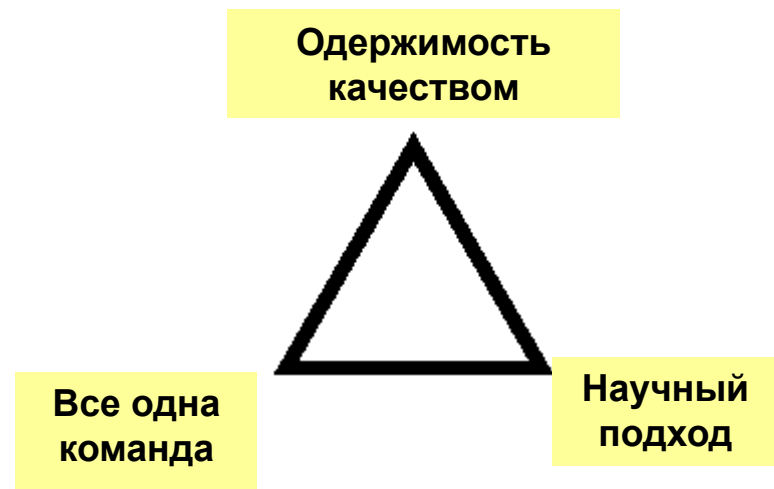 Одержимость
качеством
Все одна
команда
Научный
подход